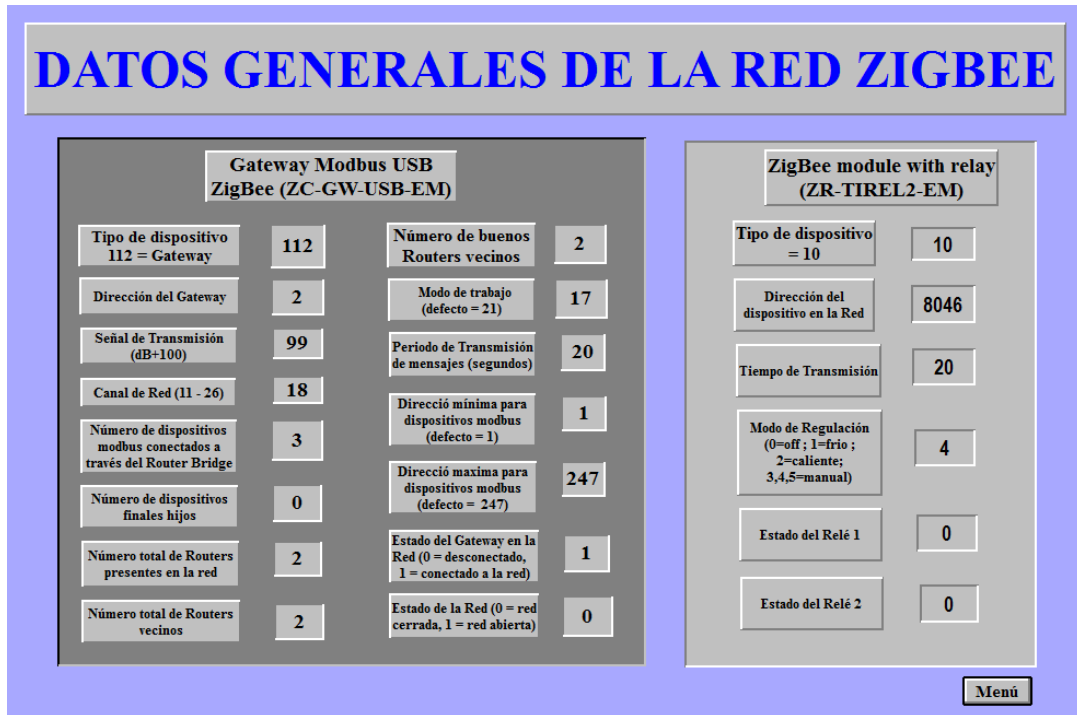 DATOS GENERALES DE LA RED ZIGBEE
Gateway Modbus USB
ZigBee (ZC-GW-USB-EM)
Tipo de dispositivo
112 = Gateway
112
Dirección del Gateway
2
Señal de Transmisión
(dB+100)
99
Canal de Red (11 - 26)
18
Número de dispositivos
modbus conectados a
través del Router Bridge
3
Número de dispositivos
finales hijos
0
Número total de Routers
presentes en la red
2
Número total de Routers
vecinos
2
Número de buenos
Routers vecinos
2
Modo de trabajo
(defecto = 21)
17
Periodo de Transmisión
de mensajes (segundos)
20
Direcció mínima para
dispositivos modbus
(defecto = 1)
1
Direcció maxima para
dispositivos modbus
(defecto = 247)
247
Estado del Gateway en la
Red (0 = desconectado,
1 = conectado a la red)
1
Estado de la Red (0 = red
cerrada, 1 = red abierta)
0
ZigBee module with relay
(ZR-TIREL2-EM)
Tipo de dispositivo
= 10
10
Dirección del
dispositivo en la Red
8046
Tiempo de Transmisión
20
Modo de Regulación
(0=off ; 1=frio ;
2=caliente;
3,4,5=manual)
4
Estado del Relé 1
0
Estado del Relé 2
0
Menú